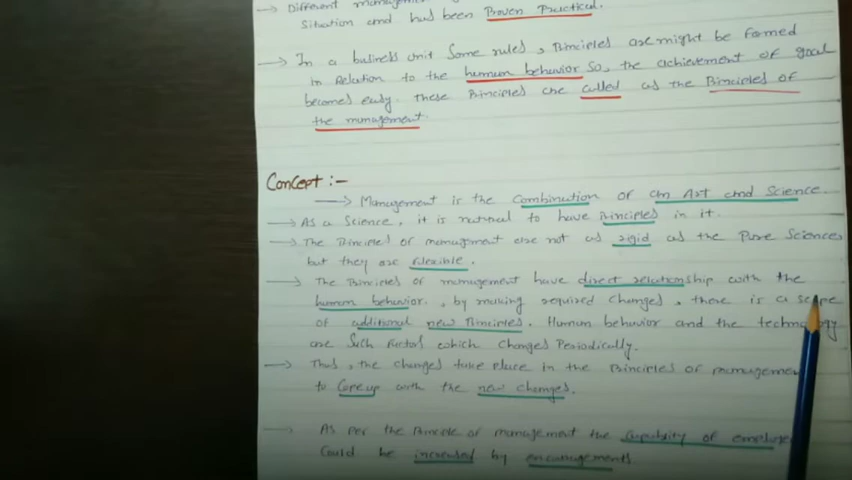 → Different
Situation and had been Proven Practical.
→ In a business unit Some rules, Principles are might be formed
in relation to the human behavior So, the achievement of goal
becomes easy. These Principles are called as the Principles of
the management.
Concept :-
→ Management is the Combination of an Art and Science.
→ As a Science, it is natural to have Principles in it.
→ The Principles of management are not as rigid as the Pure Sciences
but they are flexible.
→ The Principles of management have direct relationship with the
human behavior, by making required changes, there is a scope
of additional new Principles. Human behavior and the technology
are Such factors which changes Periodically.
→ Thus, the changes take place in the Principles of
to Cope up with the new changes.
→ As Per the Principle of management the Capability of
Could be increased by encouragements